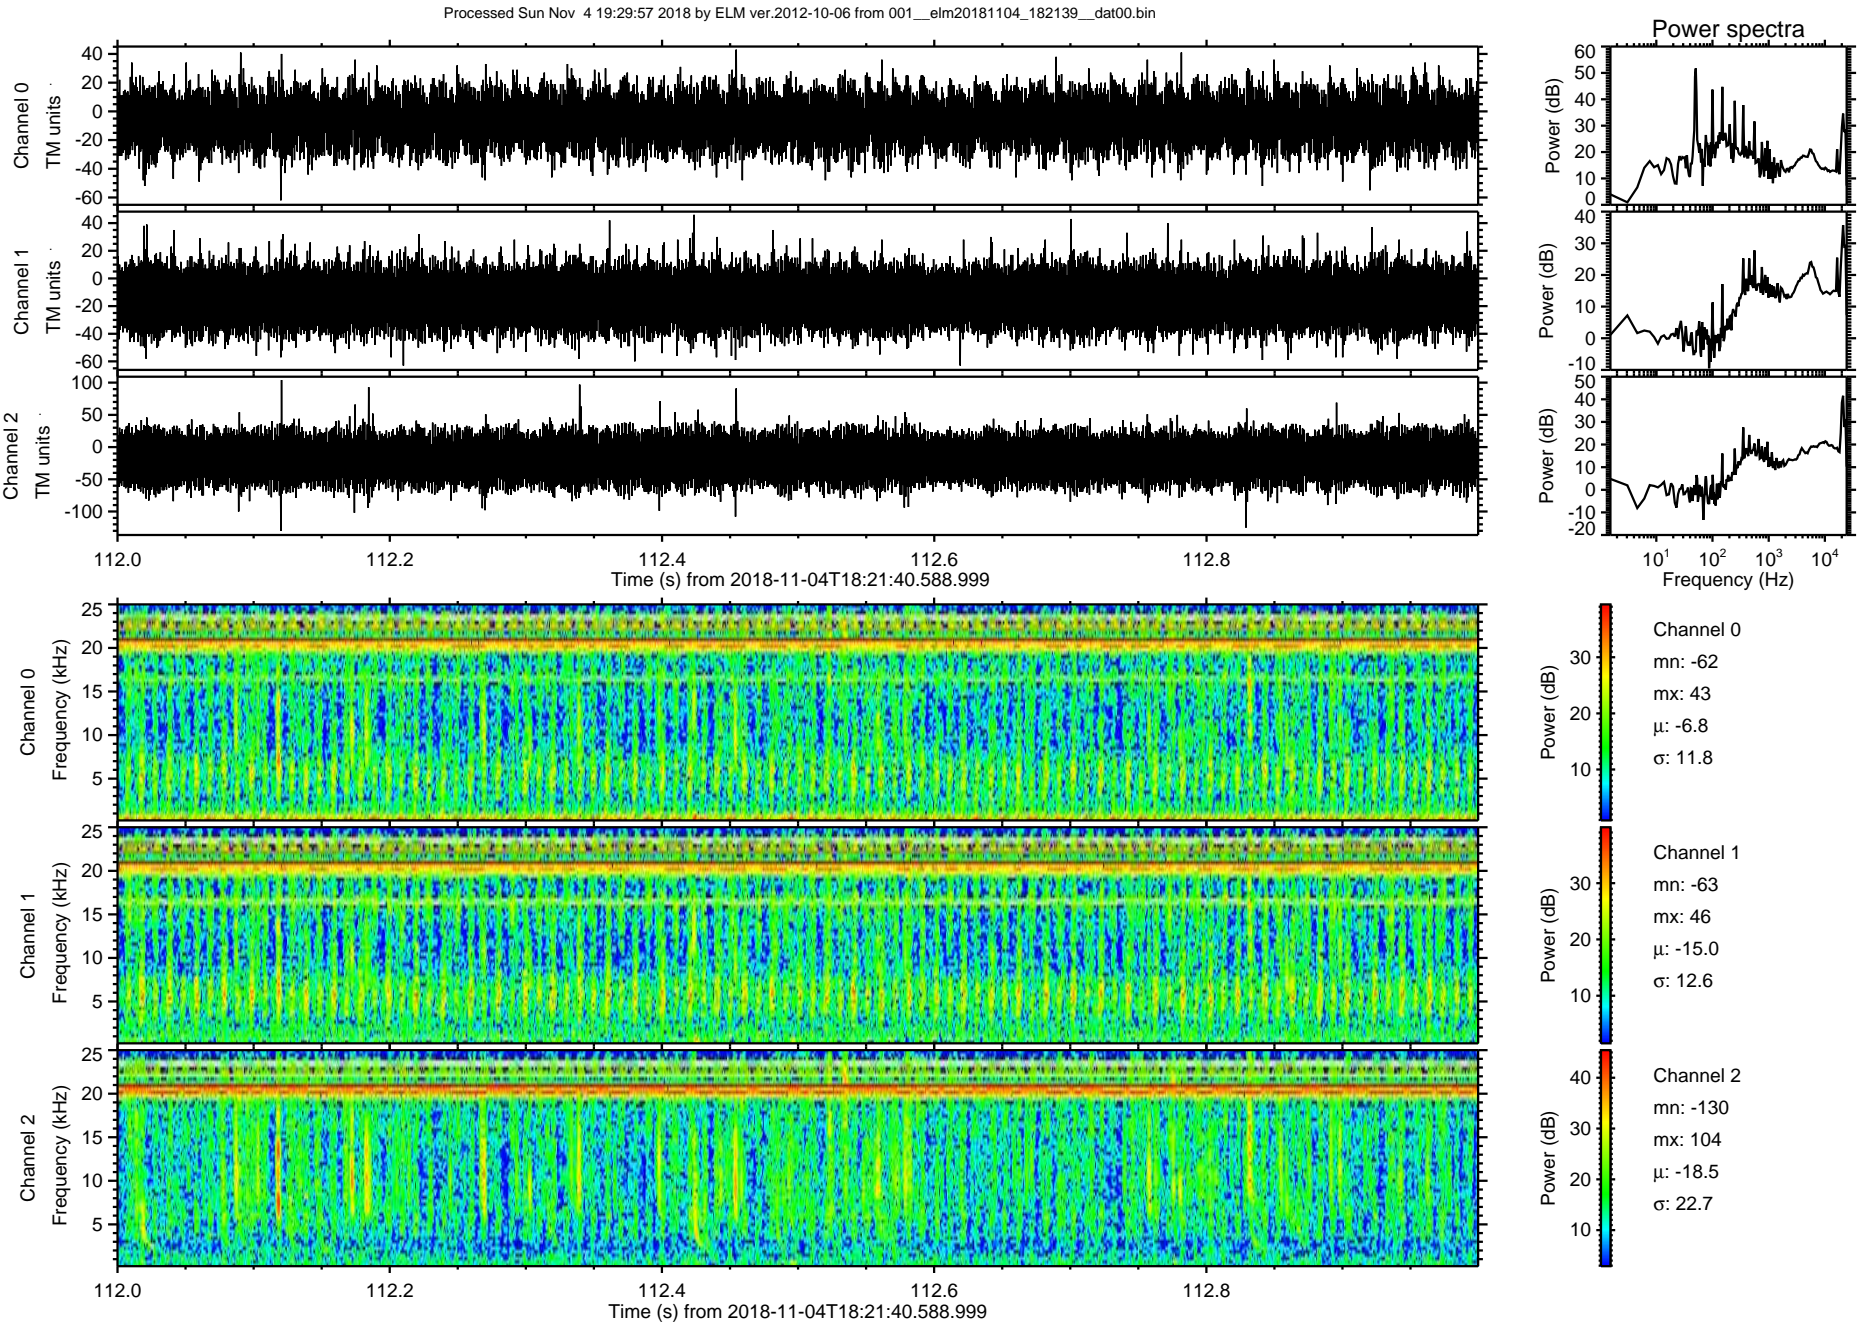 Processed Sun Nov  4 19:29:57 2018 by ELM ver.2012-10-06 from 001__elm20181104_182139__dat00.bin
Power spectra
Channel 0
TM units
40
20
0
-20
-40
-60
Power (dB)
60
50
40
30
20
10
0
Channel 1
TM units
40
20
0
-20
-40
-60
Power (dB)
40
30
20
10
0
-10
Channel 2
TM units
100
50
0
-50
-100
Power (dB)
50
40
30
20
10
0
-10
-20
112.0 112.2 112.4 112.6 112.8
Time (s) from 2018-11-04T18:21:40.588.999
10^1 10^2 10^3 10^4
Frequency (Hz)
Channel 0
Frequency (kHz)
25
20
15
10
5
Power (dB)
30
20
10
Channel 0
mn: -62
mx: 43
μ: -6.8
σ: 11.8
Channel 1
Frequency (kHz)
25
20
15
10
5
Power (dB)
30
20
10
Channel 1
mn: -63
mx: 46
μ: -15.0
σ: 12.6
Channel 2
Frequency (kHz)
25
20
15
10
5
Power (dB)
40
30
20
10
Channel 2
mn: -130
mx: 104
μ: -18.5
σ: 22.7
112.0 112.2 112.4 112.6 112.8
Time (s) from 2018-11-04T18:21:40.588.999